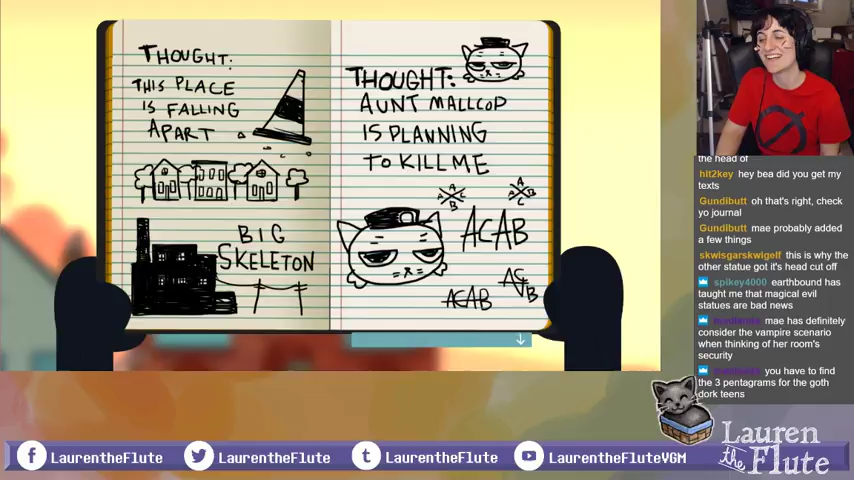 THOUGHT:
THIS PLACE
IS FALLING
APART
BIG
SKELETON
THOUGHT:
AUNT MALLCOP
IS PLANNING
TO KILL ME
ACAB
ACAB
ACAB
the head of
hit2key hey bea did you get my
texts
Gundibutt oh that's right, check
yo journal
Gundibutt mae probably added
a few things
skwisgarskwigelf this is why the
other statue got it's head cut off
spikey4000 earthbound has
taught me that magical evil
statues are bad news
mae has definitely
consider the vampire scenario
when thinking of her room's
security
you have to find
the 3 pentagrams for the goth
dork teens
Lauren
the Flute
LaurentheFlute
LaurentheFlute
LaurentheFlute
LaurentheFluteVGM